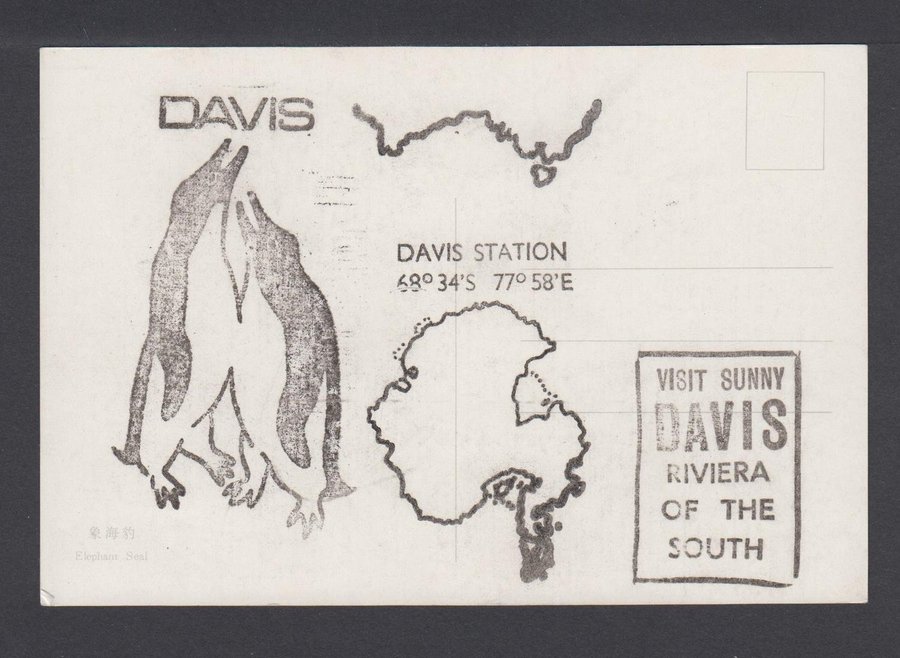 DAVIS
DAVIS STATION
68°34'S 77°58'E
VISIT SUNNY
DAVIS
RIVIERA
OF THE
SOUTH
象海豹
Elephant Seal